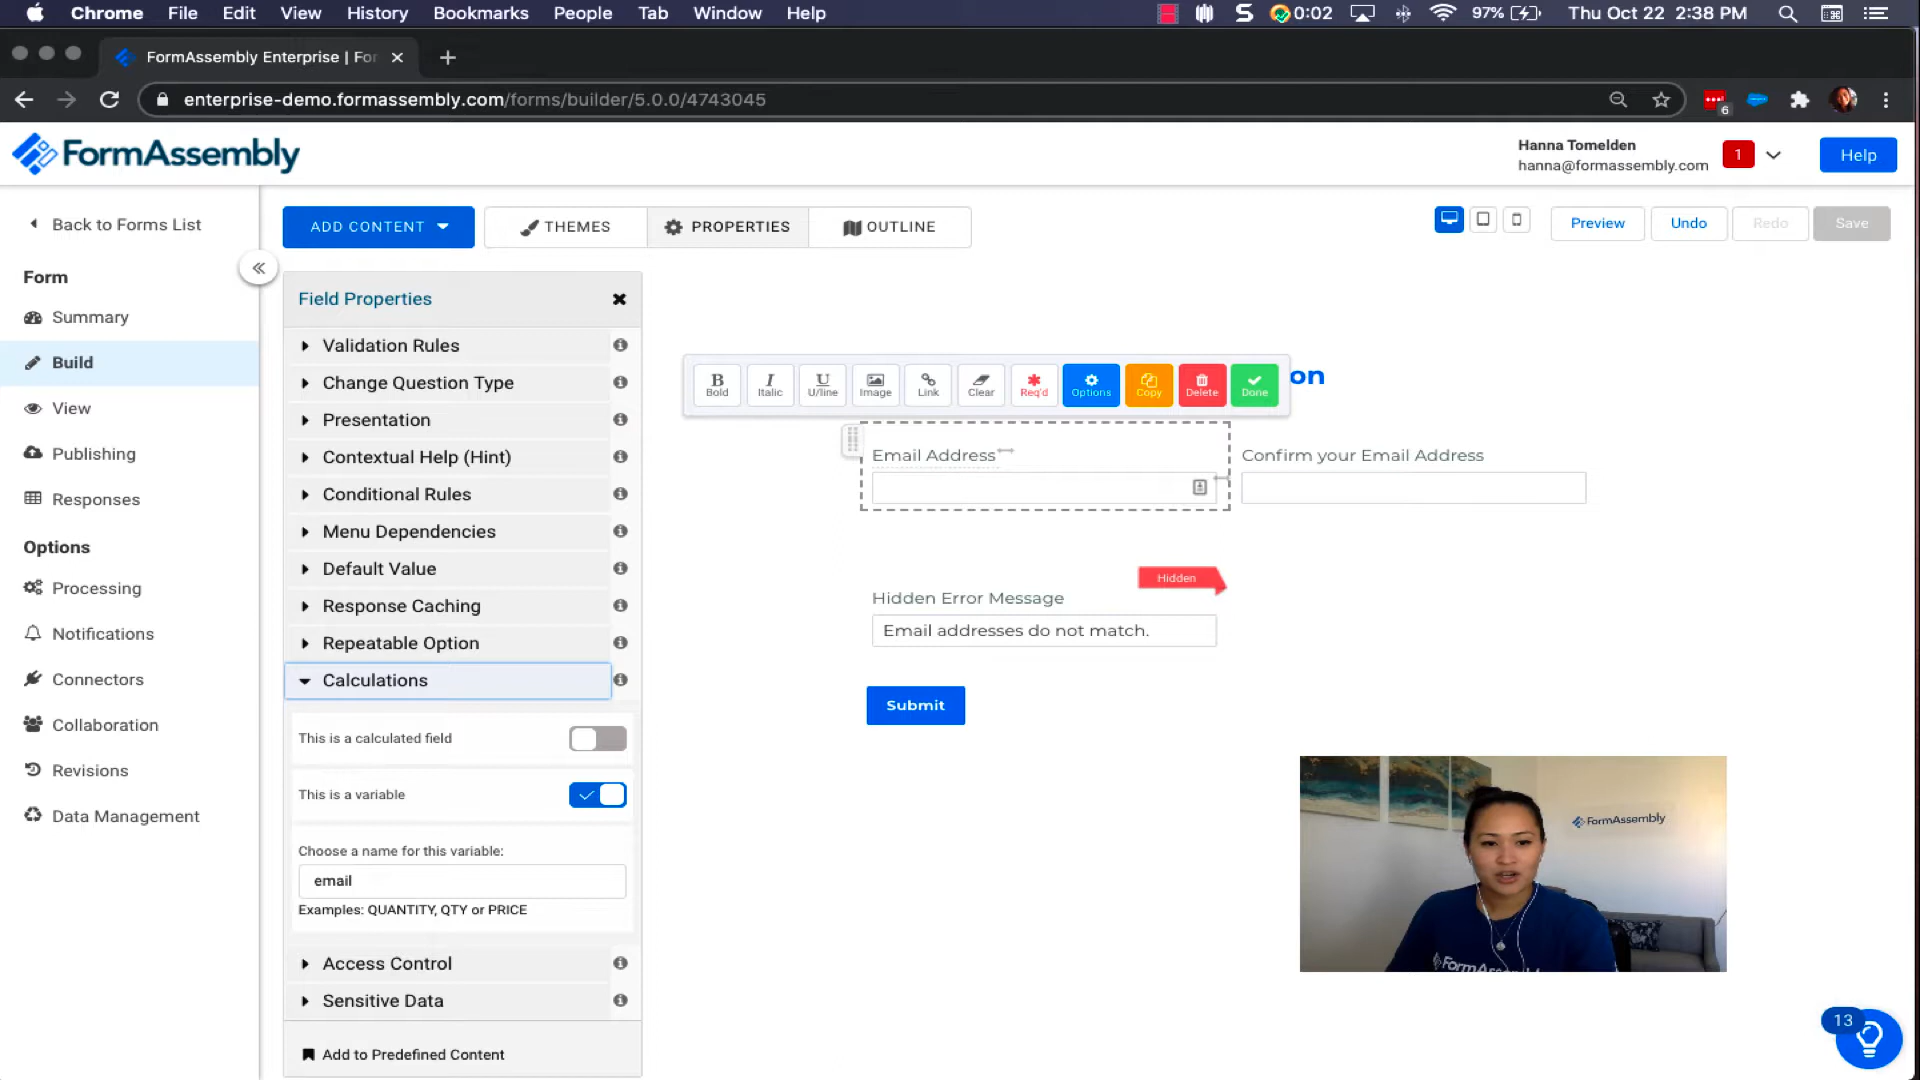 Chrome File Edit View History Bookmarks People Tab Window Help 0:02 97% Thu Oct 22 2:38 PM
FormAssembly Enterprise | For
enterprise-demo.formassembly.com/forms/builder/5.0.0/4743045 6
FormAssembly
Hanna Tomelden
hanna@formassembly.com
1
Help
Back to Forms List
Form
Summary
Build
View
Publishing
Responses
Options
Processing
Notifications
Connectors
Collaboration
Revisions
Data Management
ADD CONTENT THEMES PROPERTIES OUTLINE
Preview Undo Redo Save
Field Properties
Validation Rules
Change Question Type
Presentation
Contextual Help (Hint)
Conditional Rules
Menu Dependencies
Default Value
Response Caching
Repeatable Option
Calculations
This is a calculated field
This is a variable
Choose a name for this variable:
email
Examples: QUANTITY, QTY or PRICE
Access Control
Sensitive Data
Add to Predefined Content
on
B I U
Bold Italic U/line Image Link Clear Req'd Options Copy Delete Done
Email Address Confirm your Email Address
Hidden
Hidden Error Message
Email addresses do not match.
Submit
FormAssembly
FormAssembl
13